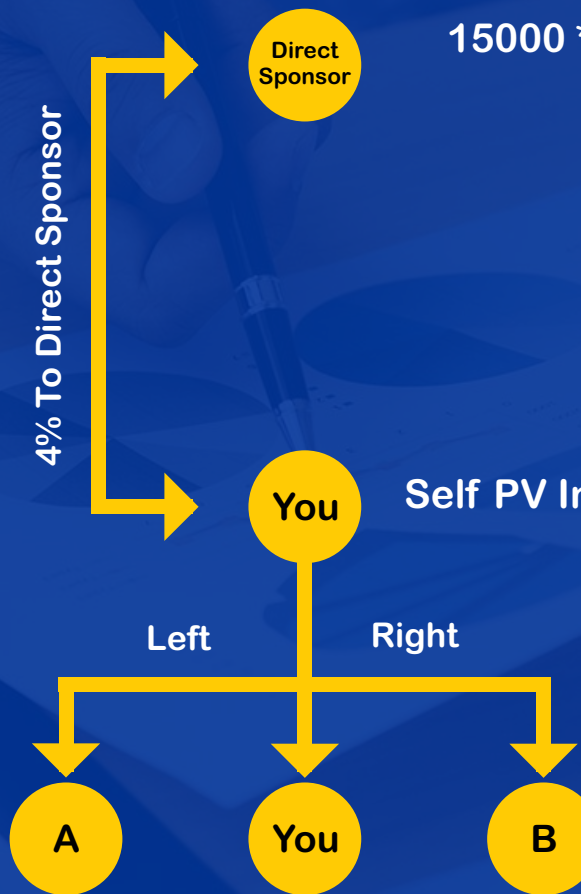 Direct
Sponsor
15000
4% To Direct Sponsor
You
Self PV
Left
Right
A
You
B